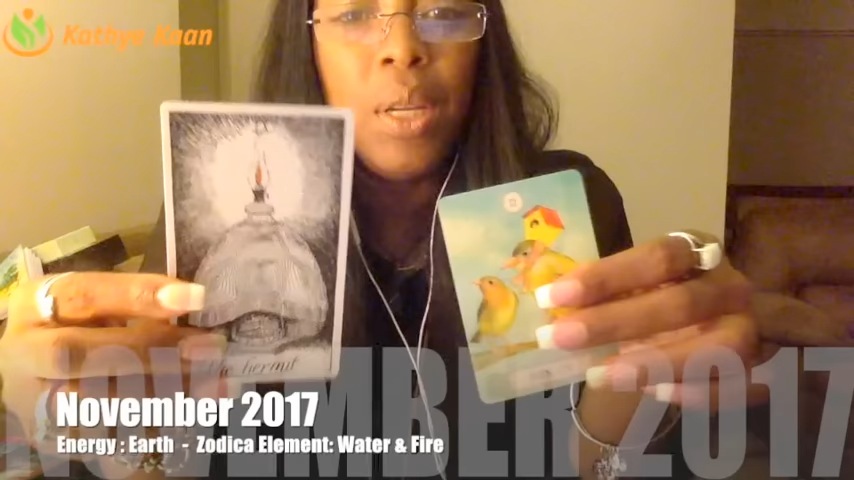 Kathye Knan
the hermit
November 2017
Energy : Earth - Zodica Element: Water & Fire
NOVEMBER 2017